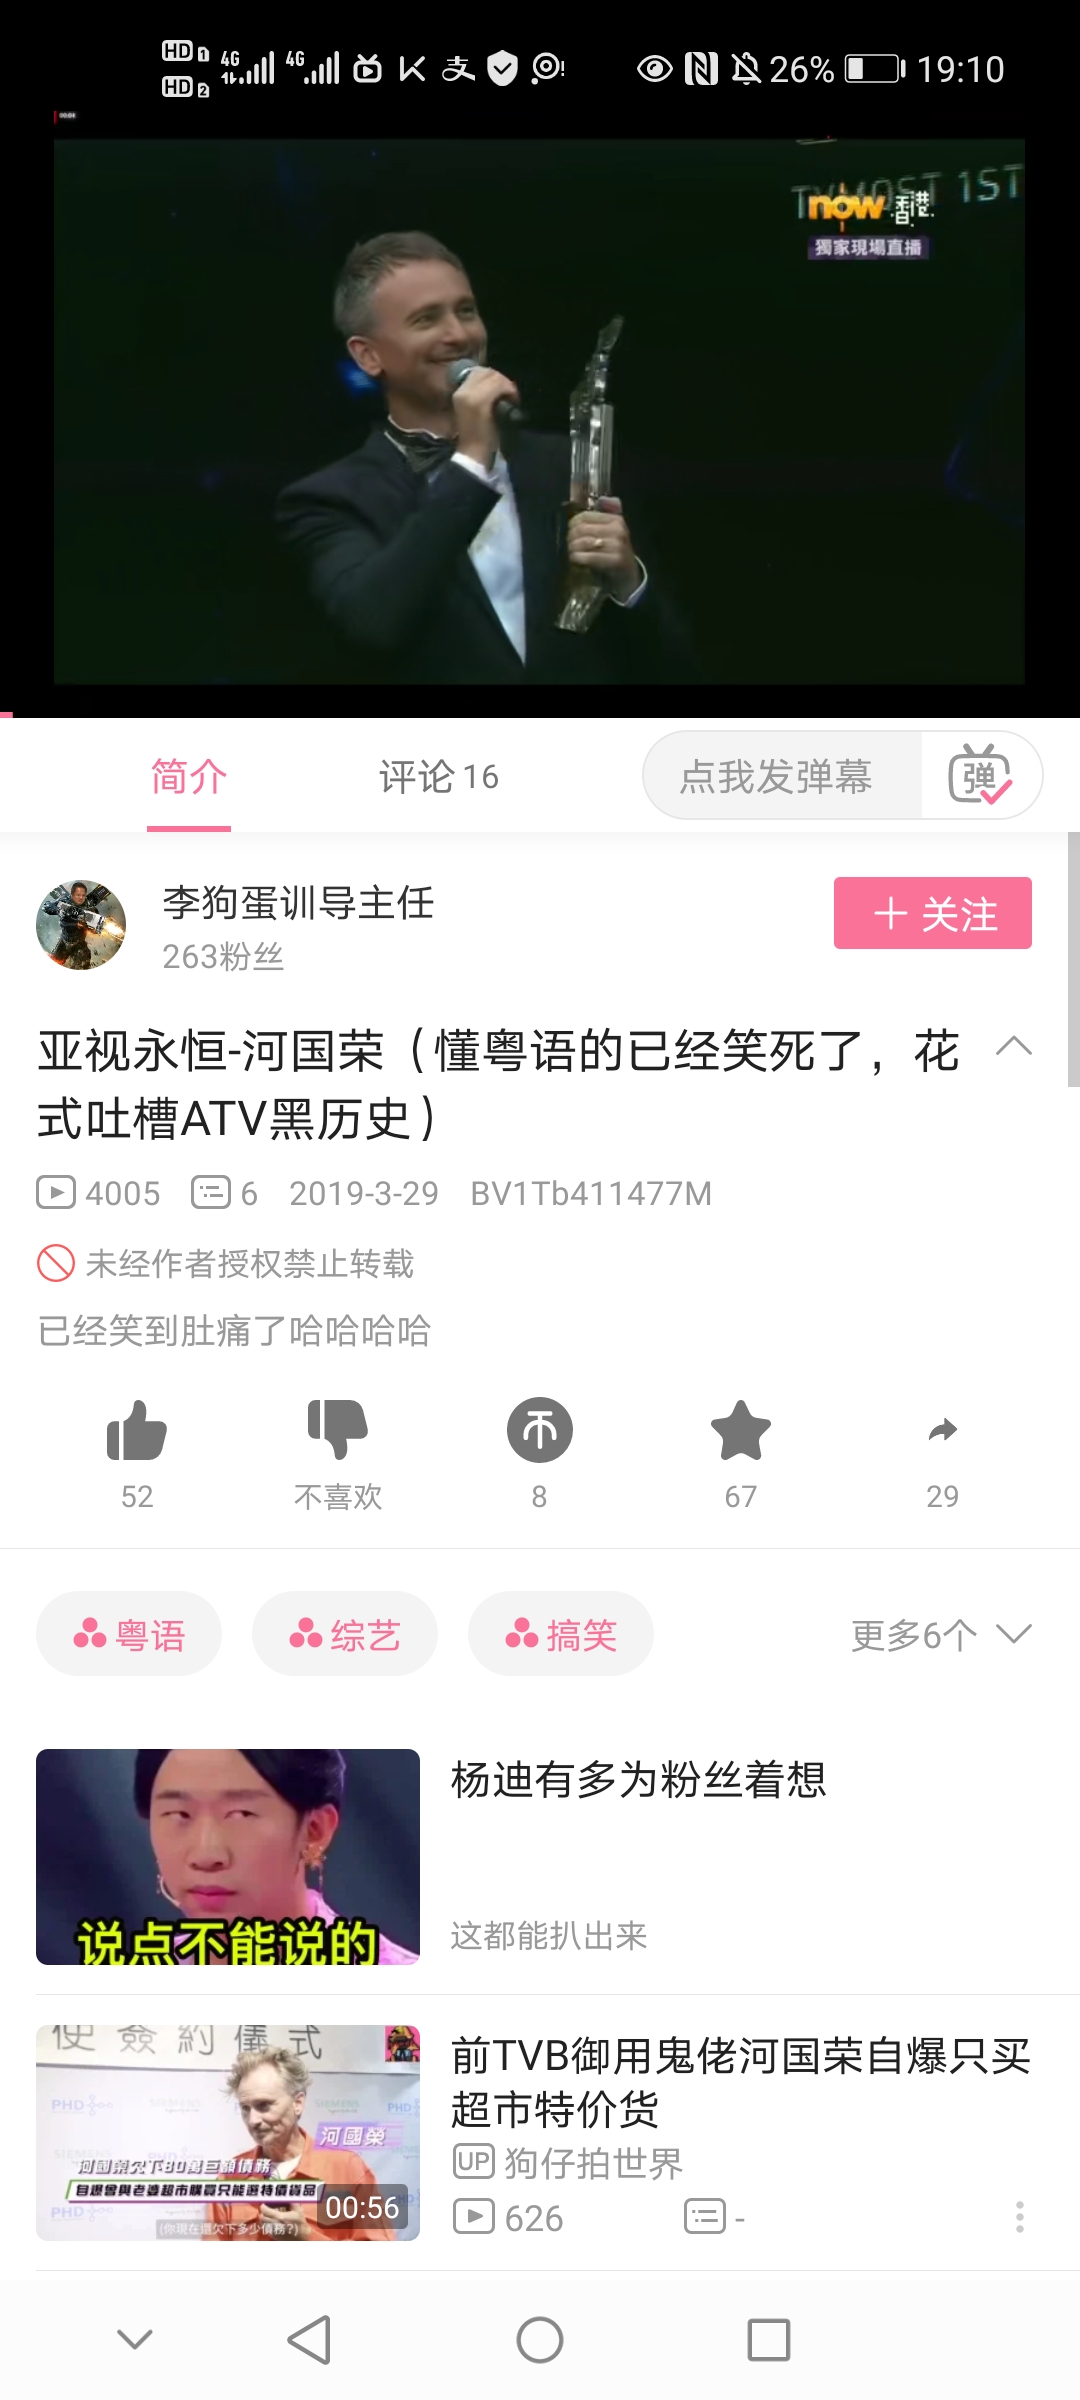 HD 1 4G 4G 支 26% 19:10
HD 2
TVMOST 1ST
now 香港
獨家現場直播
简介 评论 16 点我发弹幕 弹
李狗蛋训导主任
263粉丝
+ 关注
亚视永恒-河国荣（懂粤语的已经笑死了，花
式吐槽ATV黑历史）
4005 6 2019-3-29 BV1Tb411477M
未经作者授权禁止转载
已经笑到肚痛了哈哈哈哈
52 不喜欢 8 67 29
粤语 综艺 搞笑 更多6个
说点不能说的
杨迪有多为粉丝着想
这都能扒出来
使簽約儀式
PHD
SIEMENS
PHD
河國榮
河國榮欠下80萬巨額債務
自爆曾與老婆超市購買只能選特價貨品
(你現在還欠下多少債務?)
00:56
前TVB御用鬼佬河国荣自爆只买
超市特价货
UP 狗仔拍世界
626 -